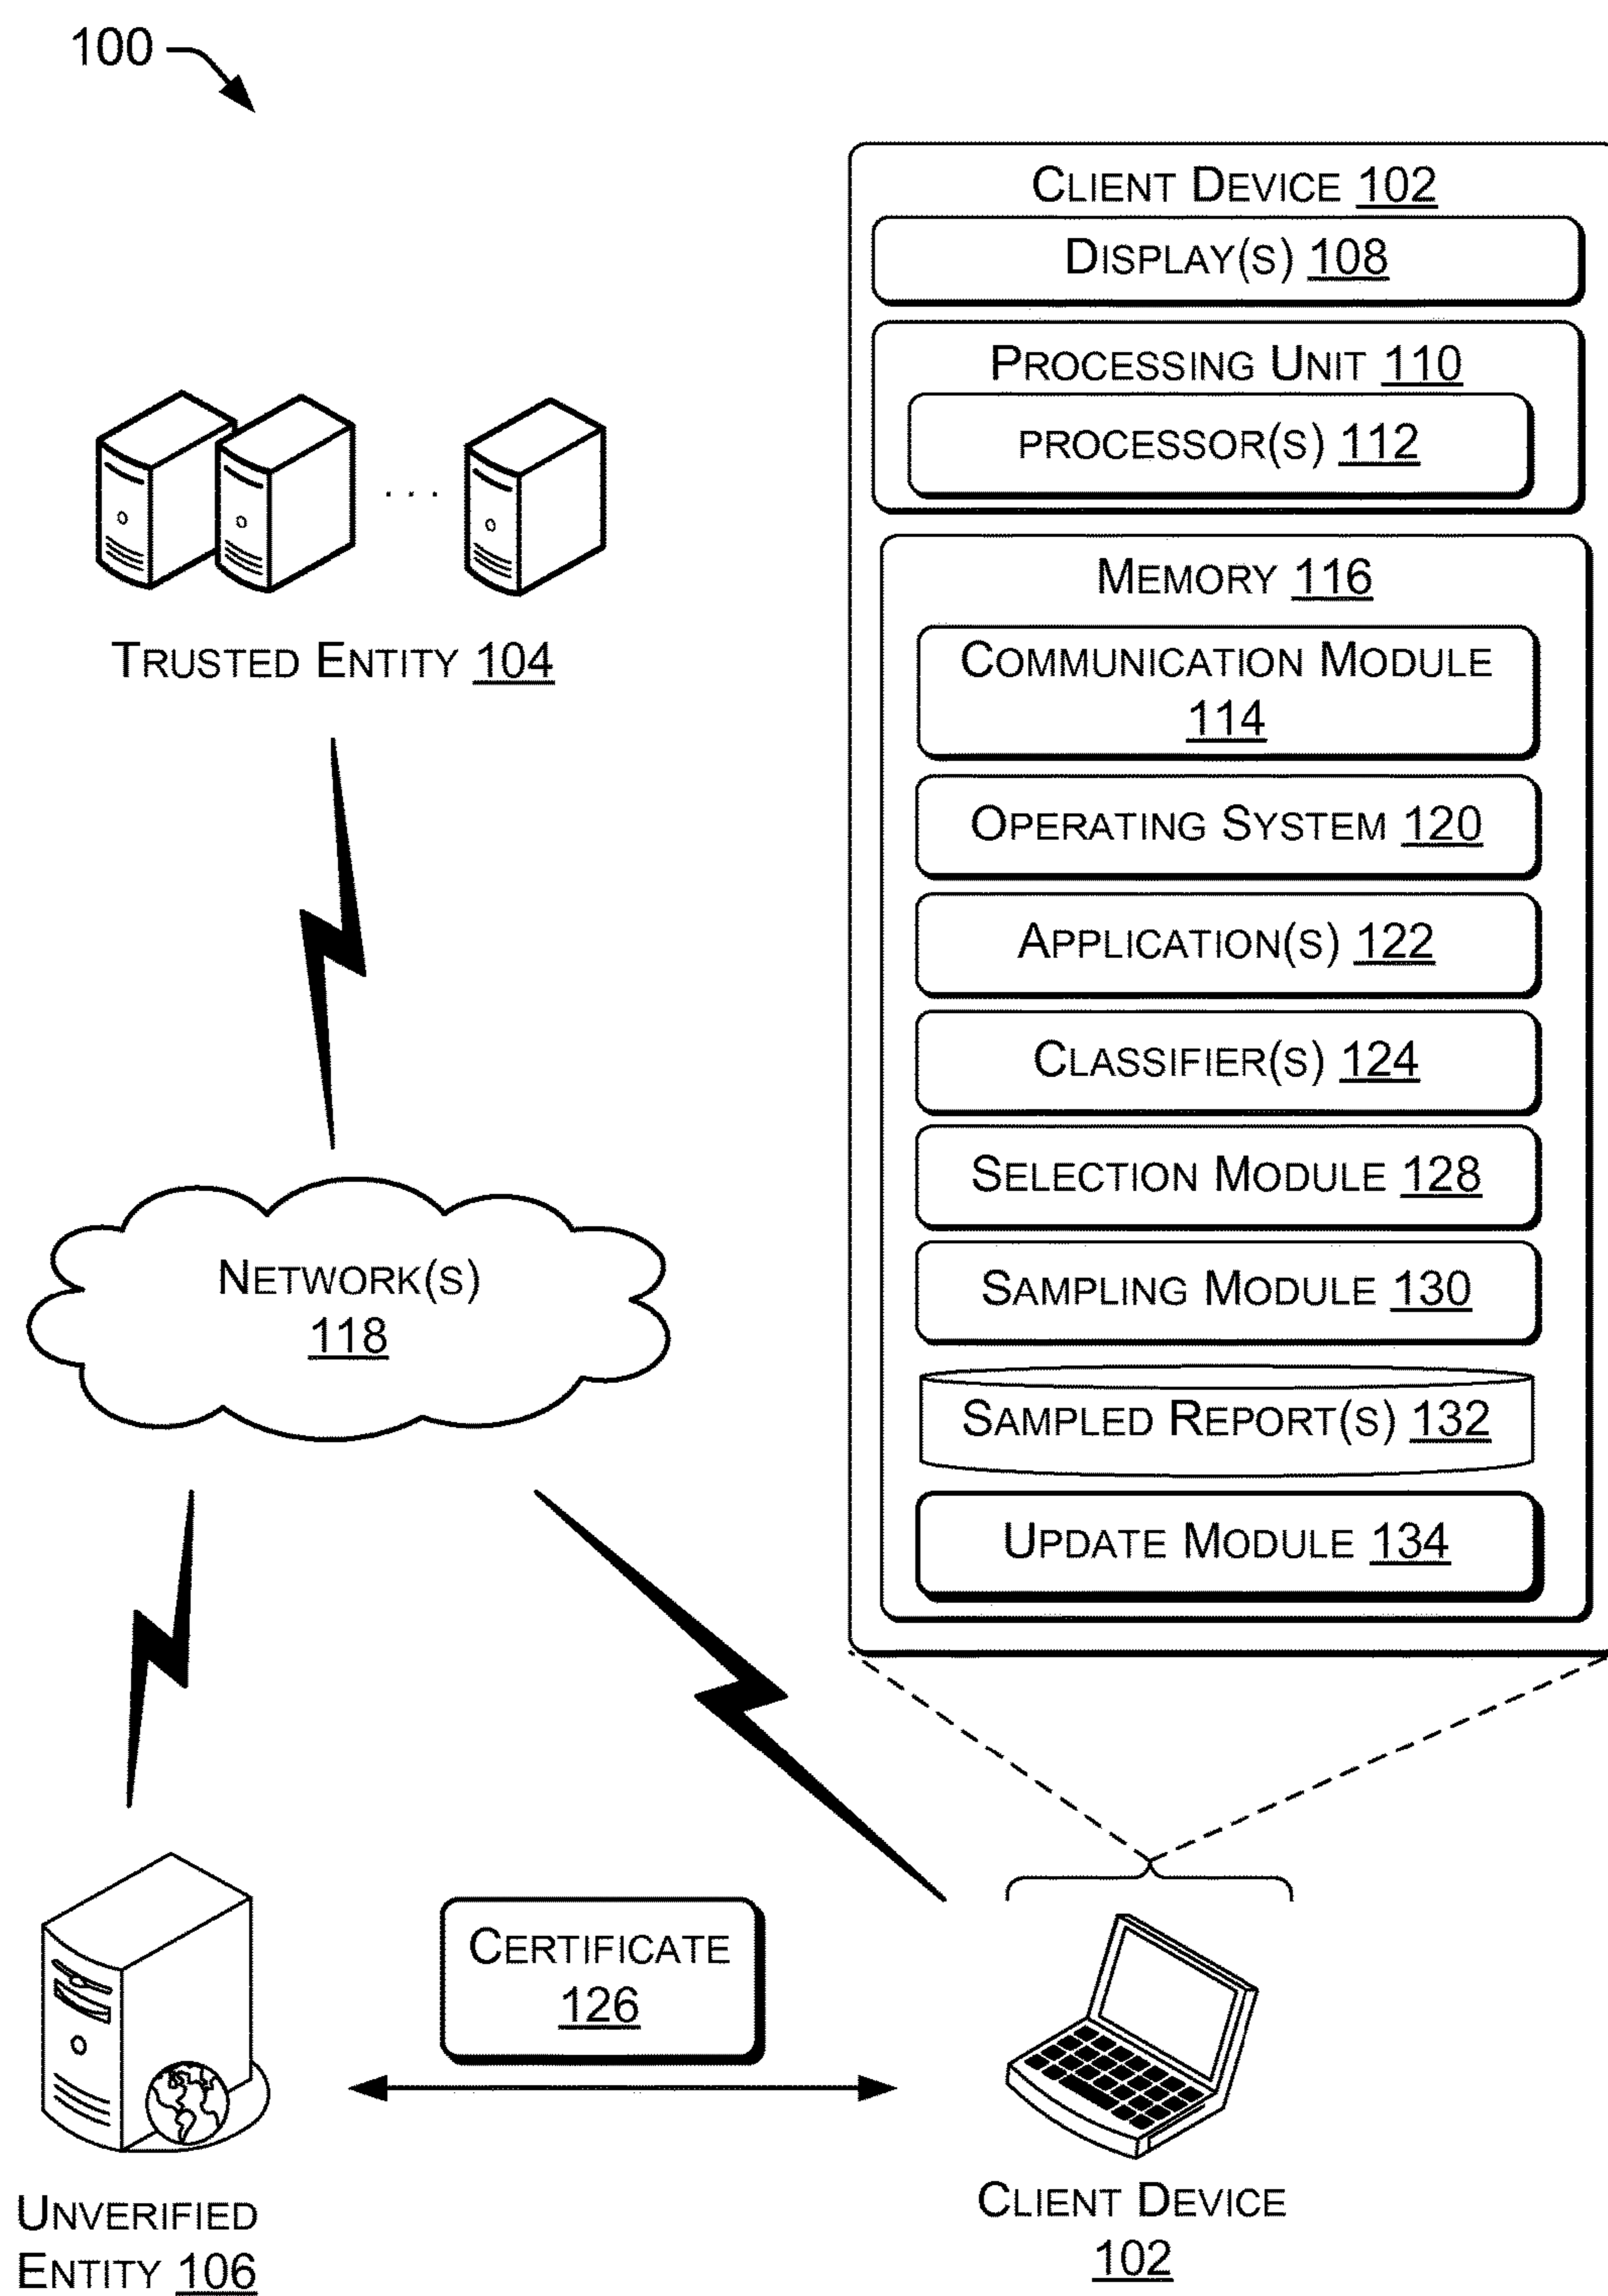 100
CLIENT DEVICE 102
DISPLAY(S) 108
PROCESSING UNIT 110
PROCESSOR(S) 112
MEMORY 116
COMMUNICATION MODULE
114
OPERATING SYSTEM 120
APPLICATION(S) 122
CLASSIFIER(S) 124
SELECTION MODULE 128
SAMPLING MODULE 130
SAMPLED REPORT(S) 132
UPDATE MODULE 134
. . .
TRUSTED ENTITY 104
NETWORK(S)
118
CERTIFICATE
126
UNVERIFIED
ENTITY 106
CLIENT DEVICE
102